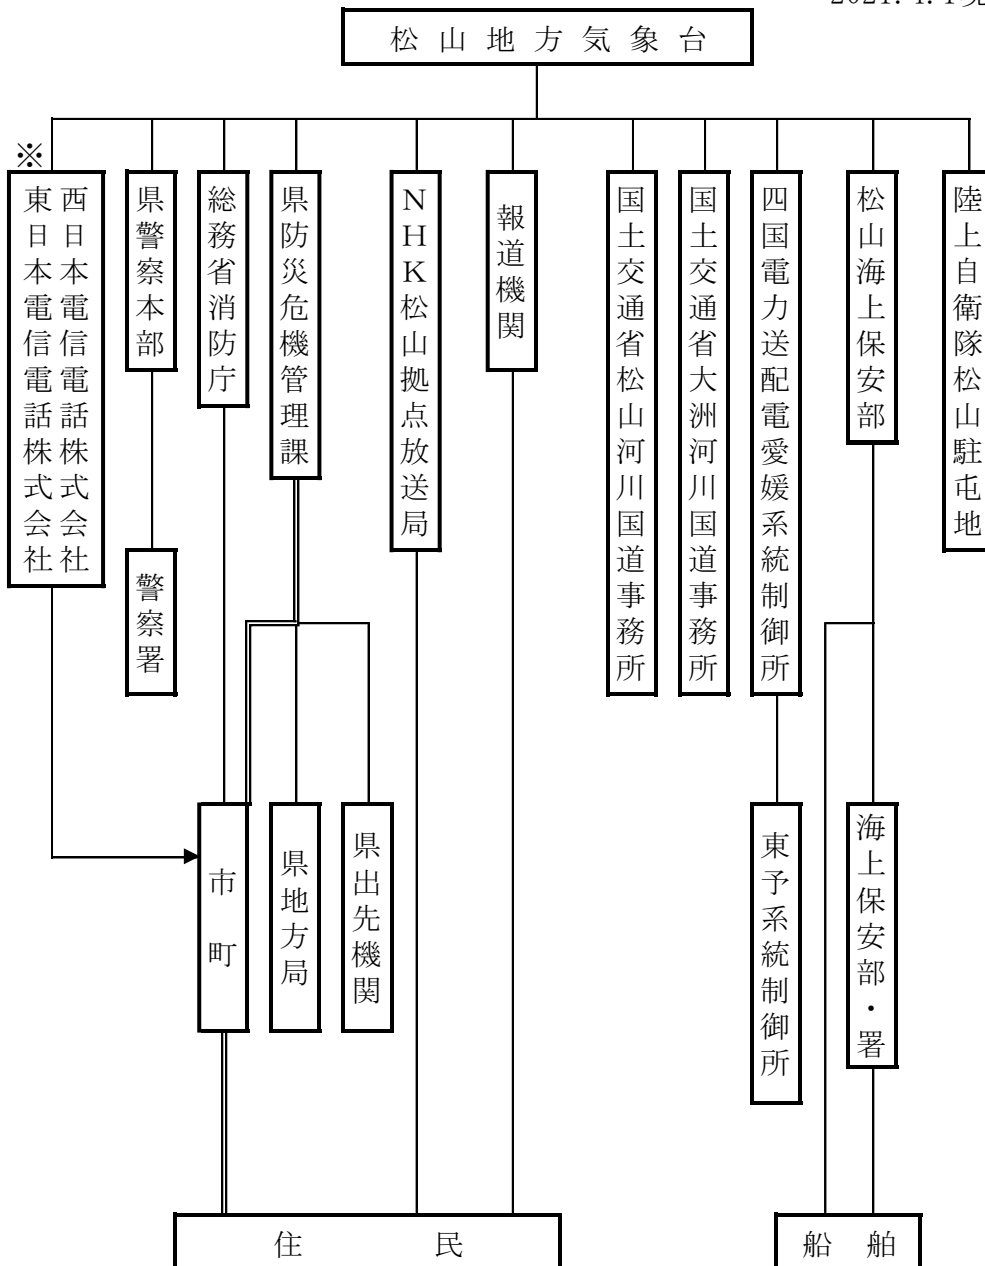 2021.4.1
松山地方気象台
※
東日本電信電話株式会社
西日本電信電話株式会社
県警察本部
総務省消防庁
県防災危機管理課
ＮＨＫ松山拠点放送局
報道機関
国土交通省松山河川国道事務所
国土交通省大洲河川国道事務所
四国電力送配電愛媛系統制御所
松山海上保安部
陸上自衛隊松山駐屯地
警察署
市町
県地方局
県出先機関
東予系統制御所
海上保安部・署
住民
船舶